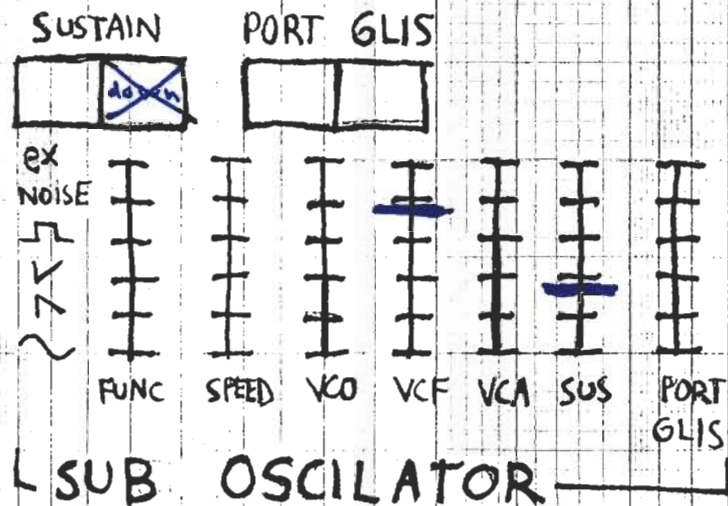 SUSTAIN PORT GLIS
down
ex
NOISE
FUNC SPEED VCO VCF VCA SUS PORT
GLIS
SUB OSCILATOR